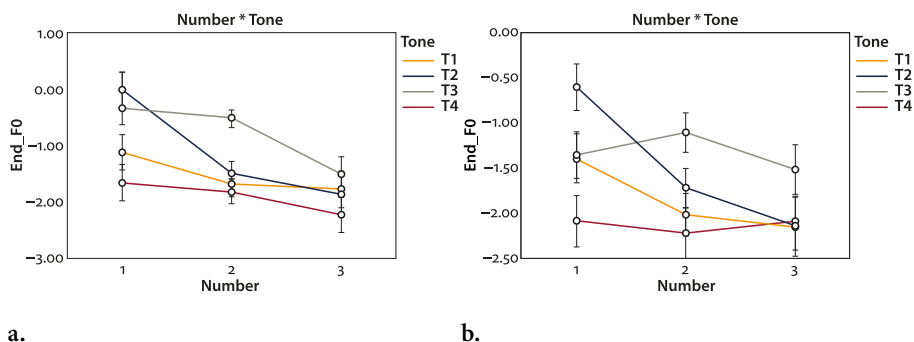 Number * Tone
1.00
0.00
−1.00
−2.00
−3.00
End_F0
1 2 3
Number
Tone
T1
T2
T3
T4
a.
Number * Tone
0.00
−0.50
−1.00
−1.50
−2.00
−2.50
End_F0
1 2 3
Number
Tone
T1
T2
T3
T4
b.